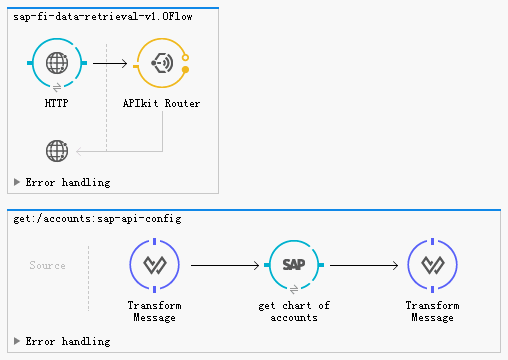 sap-fi-data-retrieval-v1.0Flow
HTTP
APIkit Router
Error handling
get:/accounts:sap-api-config
Source
SAP
Transform
Message
get chart of
accounts
Transform
Message
Error handling